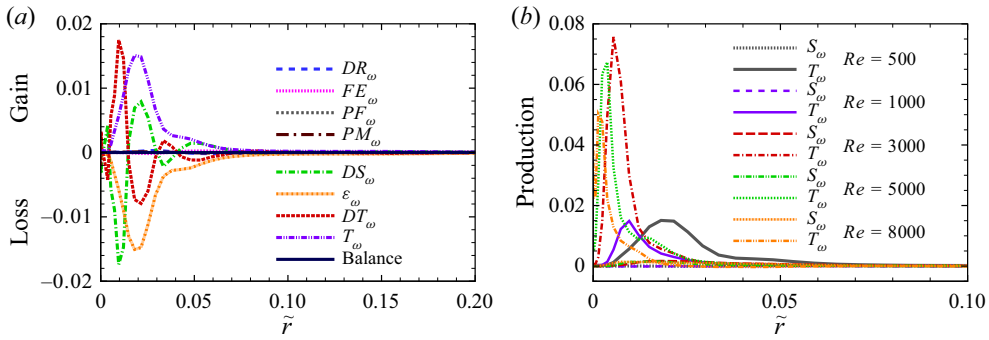 (a)
0.02
0.01
0
−0.01
−0.02
Gain
Loss
DR_ω
FE_ω
PF_ω
PM_ω
DS_ω
ε_ω
DT_ω
T_ω
Balance
0 0.05 0.10 0.15 0.20
r̃
(b)
0.08
0.06
0.04
0.02
0
Production
S_ω
T_ω
Re = 500
S_ω
T_ω
Re = 1000
S_ω
T_ω
Re = 3000
S_ω
T_ω
Re = 5000
S_ω
T_ω
Re = 8000
0 0.05 0.10
r̃